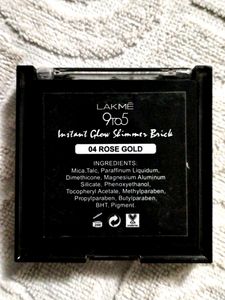 LAKMÉ
9TO5
Instant Glow Shimmer Brick
04 ROSE GOLD
INGREDIENTS:
Mica,Talc, Paraffinum Liquidum,
Dimethicone, Magnesium Aluminum
Silicate, Phenoxyethanol,
Tocopheryl Acetate, Methylparaben,
Propylparaben, Butylparaben,
BHT, Pigment.